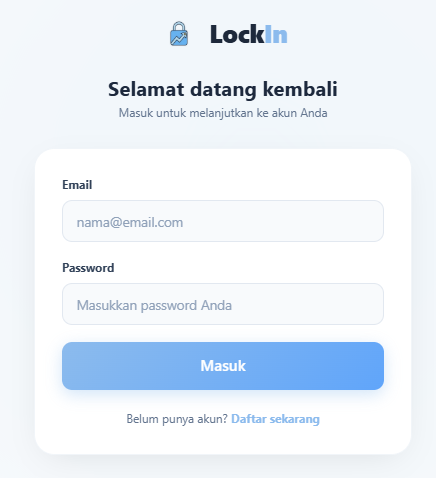 LockIn
Selamat datang kembali
Masuk untuk melanjutkan ke akun Anda
Email
nama@email.com
Password
Masukkan password Anda
Masuk
Belum punya akun? Daftar sekarang